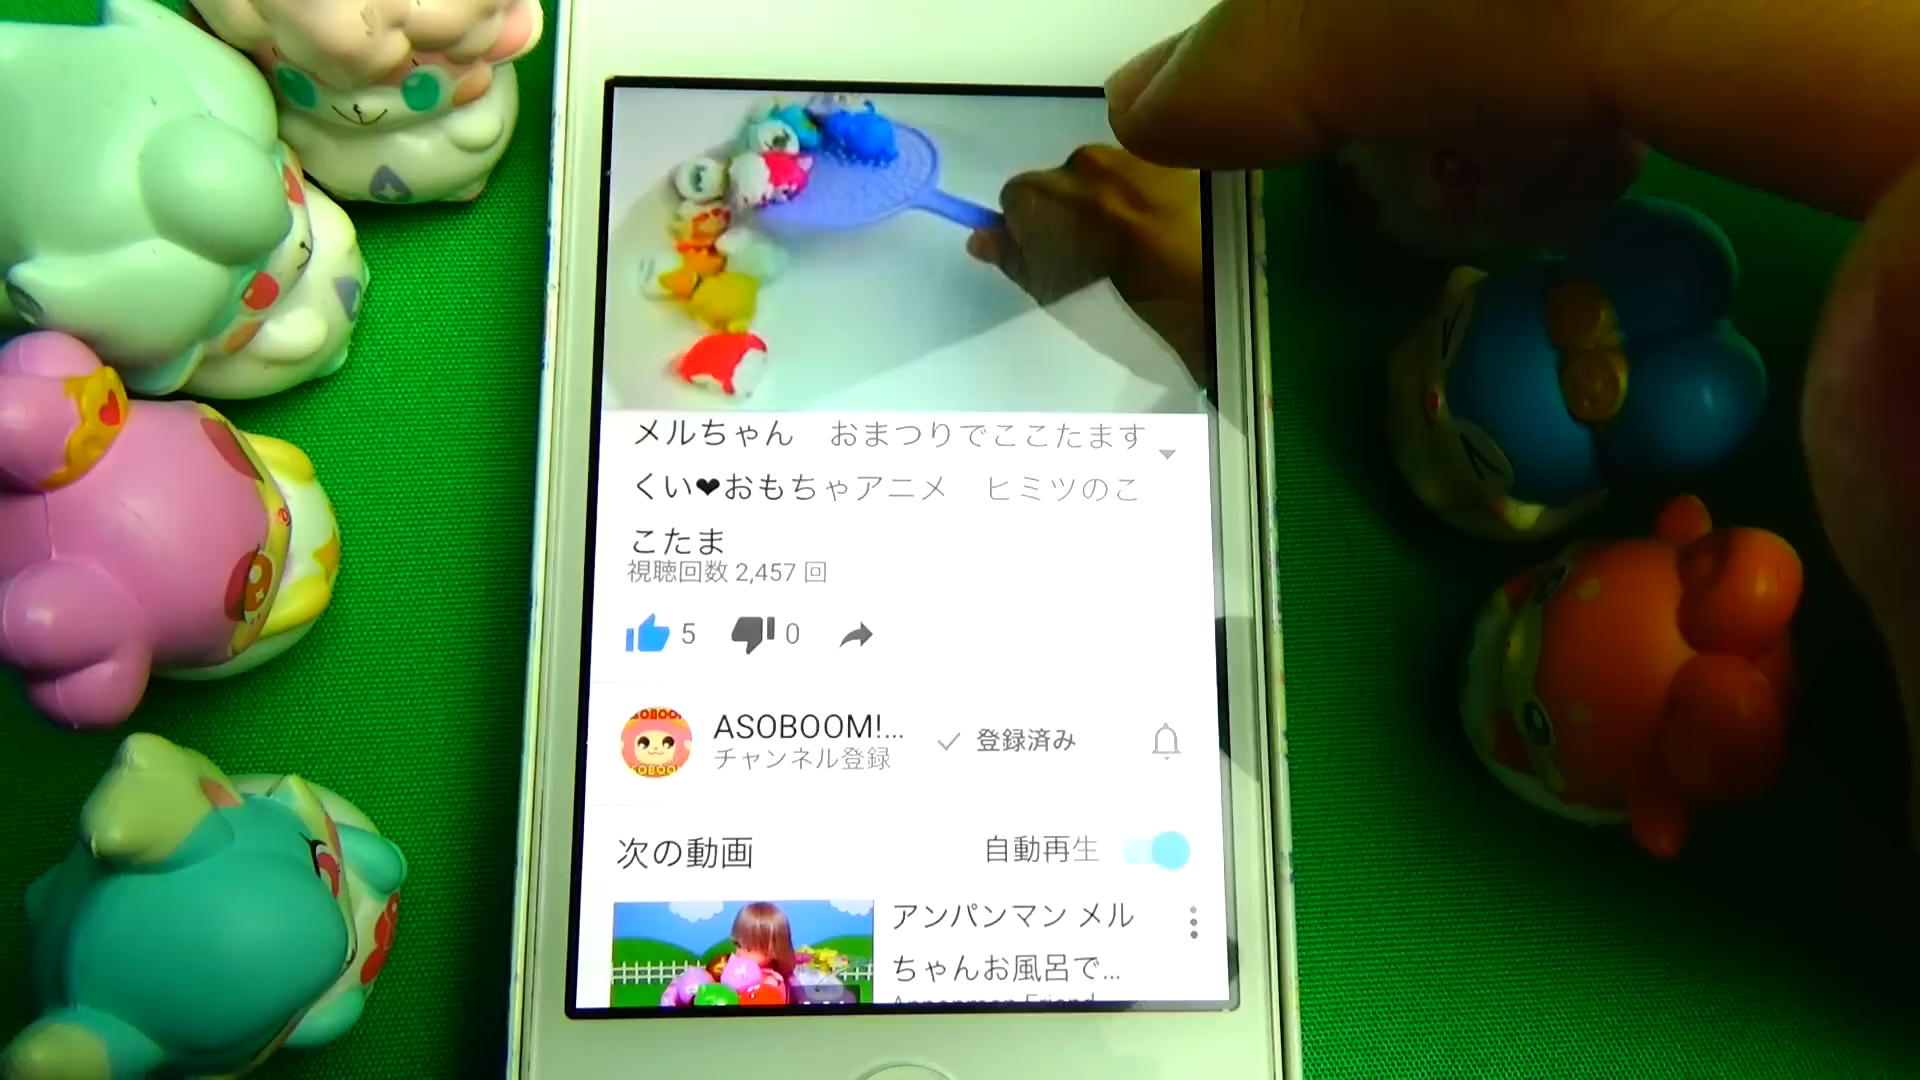 メルちゃん　おまつりでここたます
くい❤おもちゃアニメ　ヒミツのこ
こたま
視聴回数 2,457 回
5 0
ASOBOOM!...
登録済み
チャンネル登録
次の動画 自動再生
アンパンマン メル
ちゃんお風呂で...